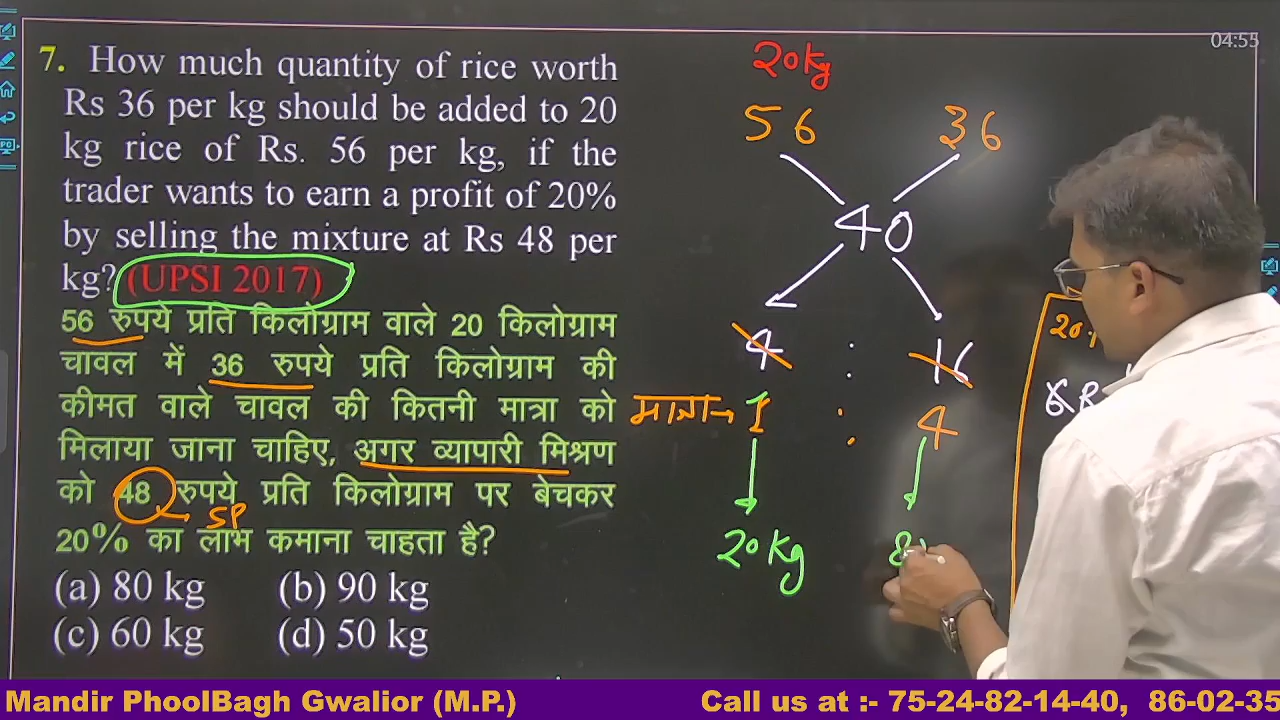 04:55
7. How much quantity of rice worth
Rs 36 per kg should be added to 20
kg rice of Rs. 56 per kg, if the
trader wants to earn a profit of 20%
by selling the mixture at Rs 48 per
kg? (UPSI 2017)
56 रुपये प्रति किलोग्राम वाले 20 किलोग्राम
चावल में 36 रुपये प्रति किलोग्राम की
कीमत वाले चावल की कितनी मात्रा को
मिलाया जाना चाहिए, अगर व्यापारी मिश्रण
को 48 रुपये प्रति किलोग्राम पर बेचकर
SP
20% का लाभ कमाना चाहता है?
(a) 80 kg (b) 90 kg
(c) 60 kg (d) 50 kg
20kg
56 36
40
4 : 16
मात्रा→ 1 : 4
20kg 8
20
Mandir PhoolBagh Gwalior (M.P.) Call us at :- 75-24-82-14-40, 86-02-35